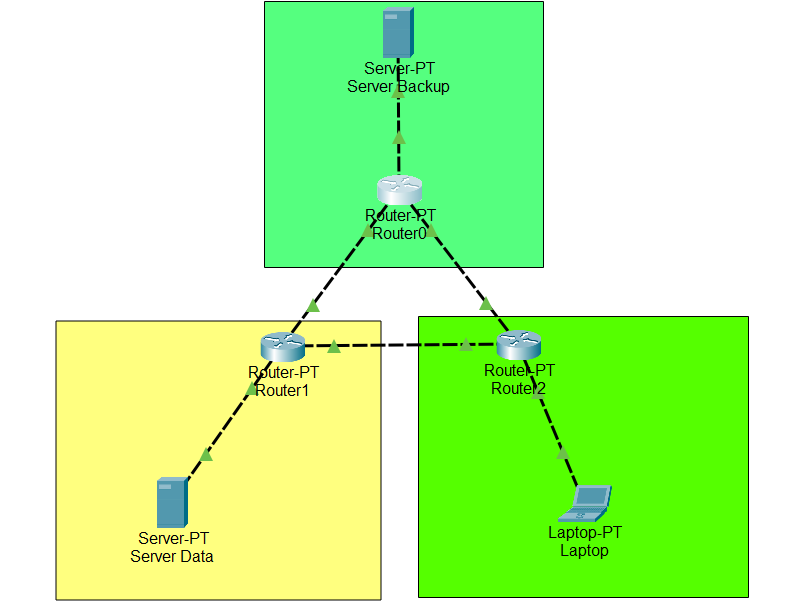 Server-PT
Server Backup
Router-PT
Router0
Router-PT
Router1
Router-PT
Router2
Server-PT
Server Data
Laptop-PT
Laptop